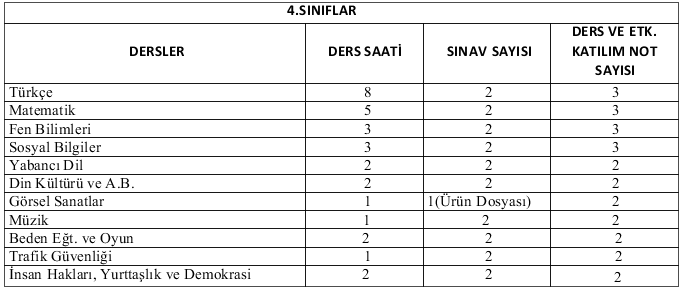 4.SINIFLAR
DERSLER DERS SAATİ SINAV SAYISI DERS VE ETK. KATILIM NOT SAYISI
Türkçe 8 2 3
Matematik 5 2 3
Fen Bilimleri 3 2 3
Sosyal Bilgiler 3 2 3
Yabancı Dil 2 2 2
Din Kültürü ve A.B. 2 2 2
Görsel Sanatlar 1 1(Ürün Dosyası) 2
Müzik 1 2 2
Beden Eğt. ve Oyun 2 2 2
Trafik Güvenliği 1 2 2
İnsan Hakları, Yurttaşlık ve Demokrasi 2 2 2